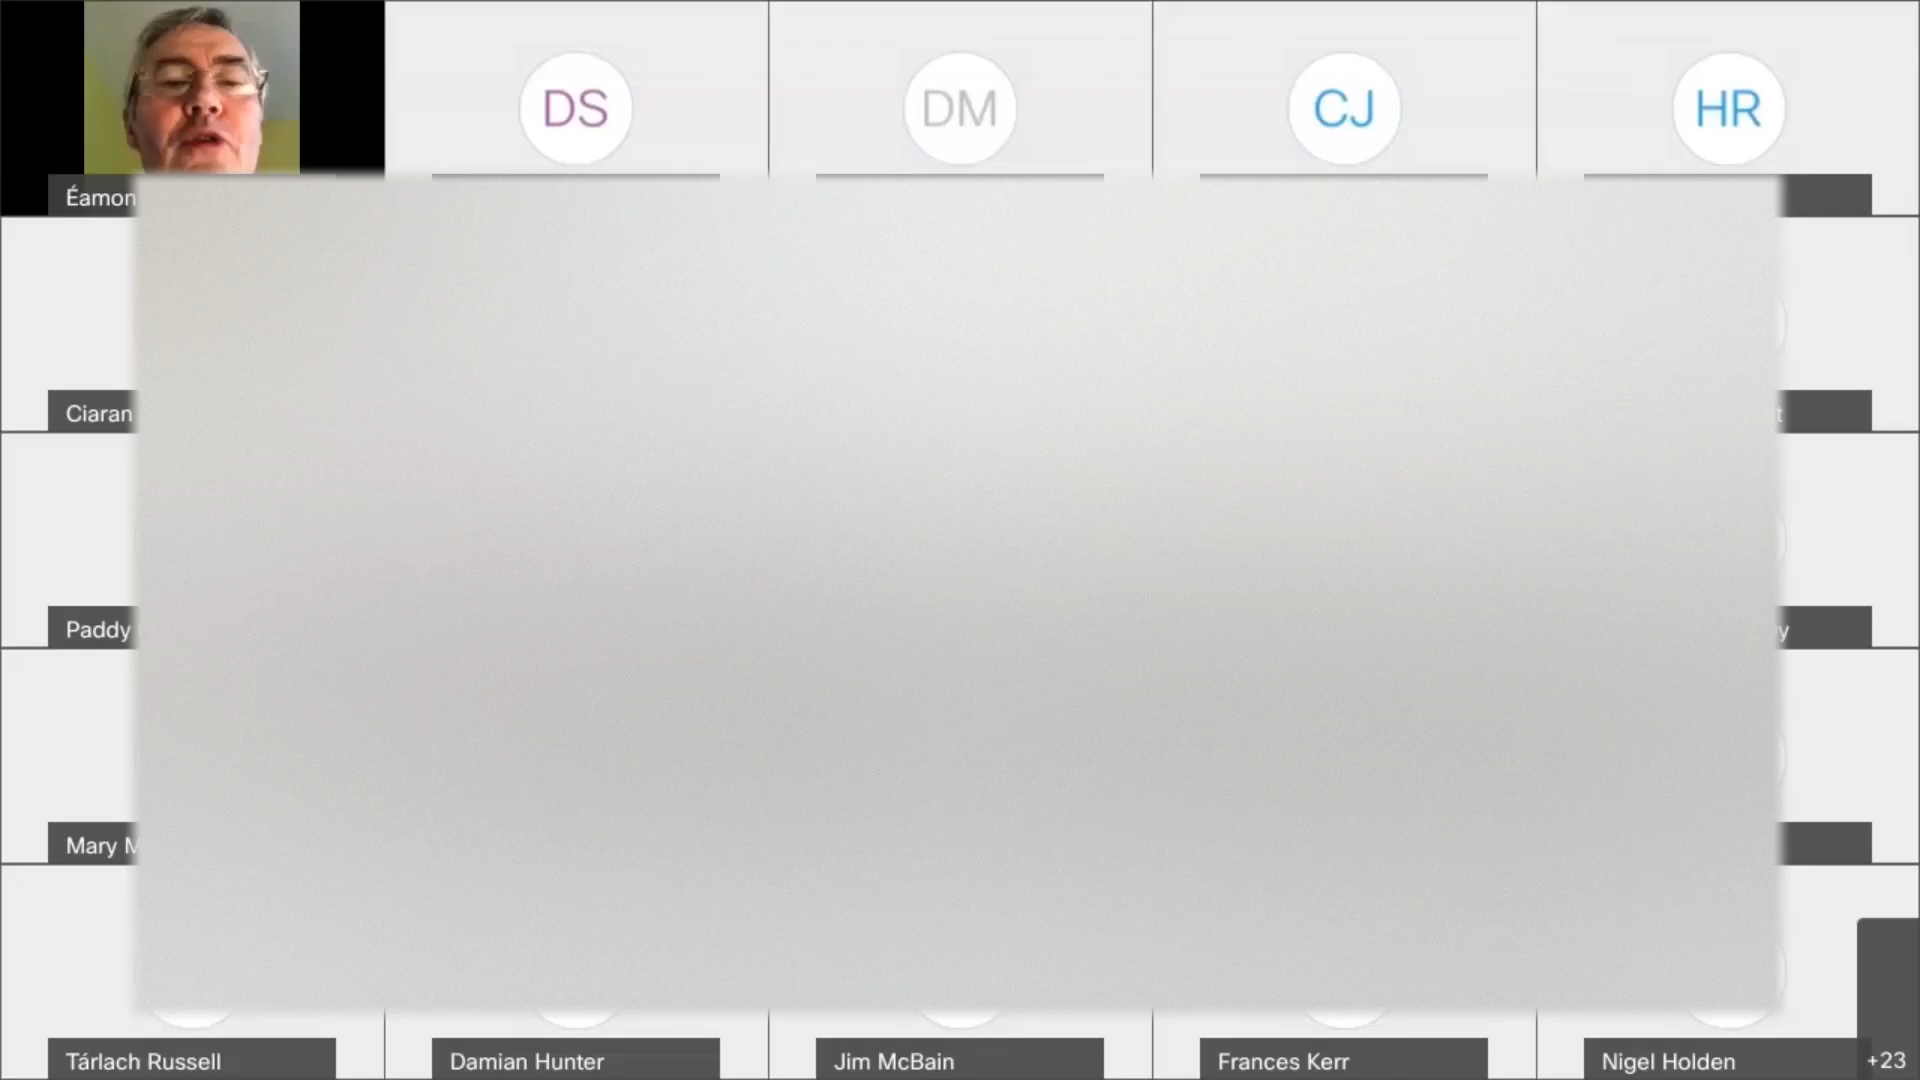 DS
DM
CJ
HR
Éamon
Ciaran
Paddy
Mary
Tárlach Russell
Damian Hunter
Jim McBain
Frances Kerr
Nigel Holden
+23